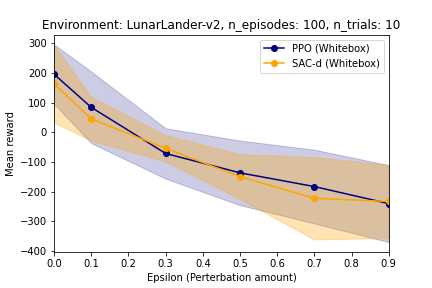 Environment: LunarLander-v2, n_episodes: 100, n_trials: 10
PPO (Whitebox)
SAC-d (Whitebox)
Mean reward
300
200
100
0
−100
−200
−300
−400
0.0 0.1 0.2 0.3 0.4 0.5 0.6 0.7 0.8 0.9
Epsilon (Perterbation amount)